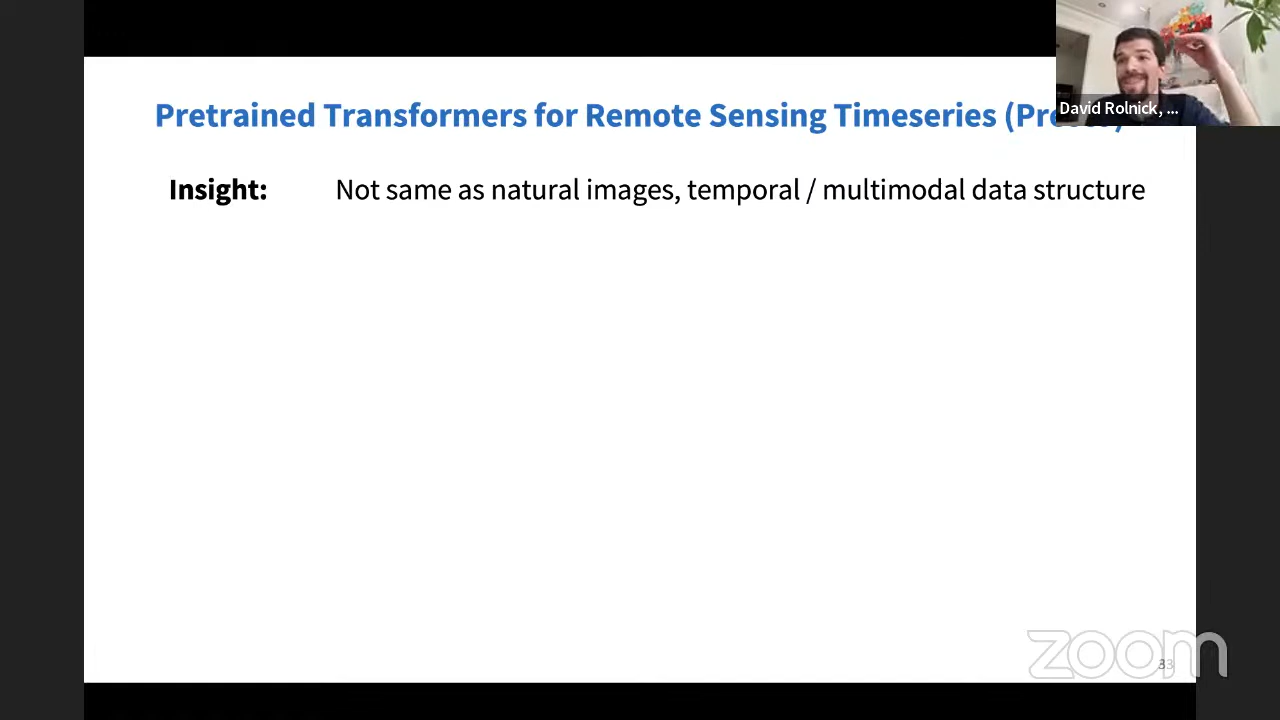 Pretrained Transformers for Remote Sensing Timeseries
David Rolnick, ...
Insight: Not same as natural images, temporal / multimodal data structure
zoom
33